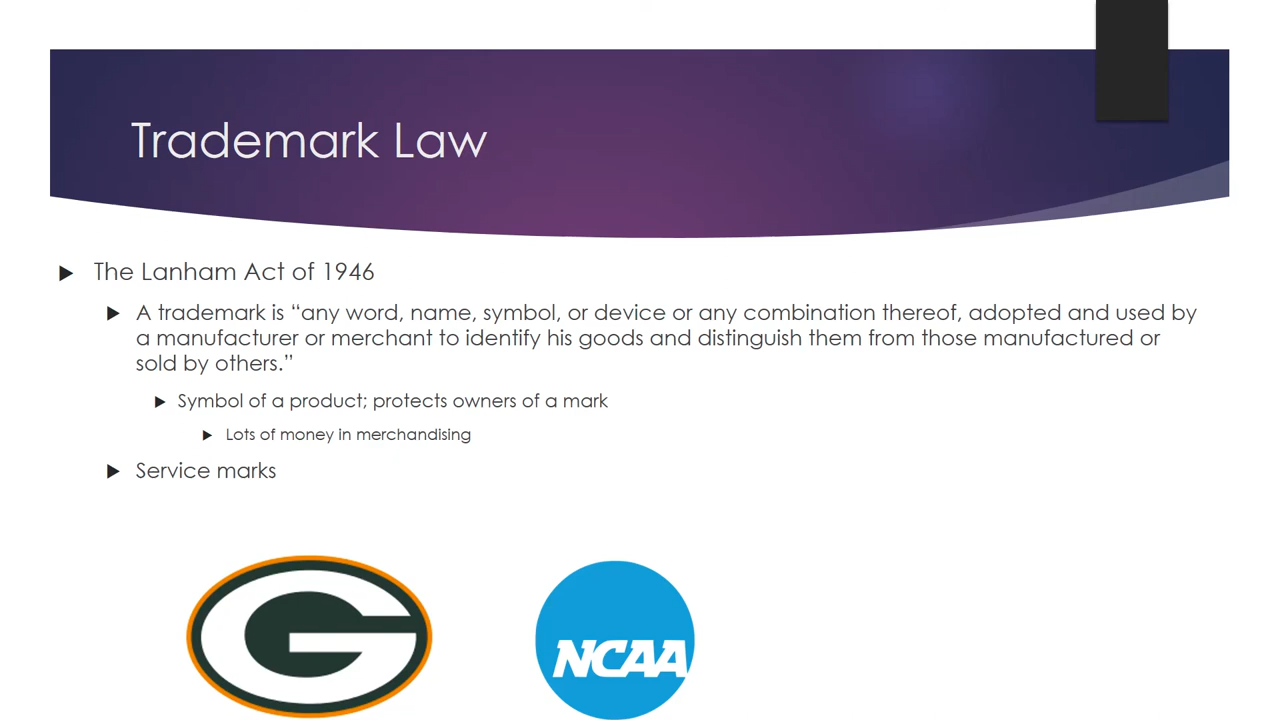 Trademark Law
The Lanham Act of 1946
A trademark is “any word, name, symbol, or device or any combination thereof, adopted and used by
a manufacturer or merchant to identify his goods and distinguish them from those manufactured or
sold by others.”
Symbol of a product; protects owners of a mark
Lots of money in merchandising
Service marks
G
NCAA